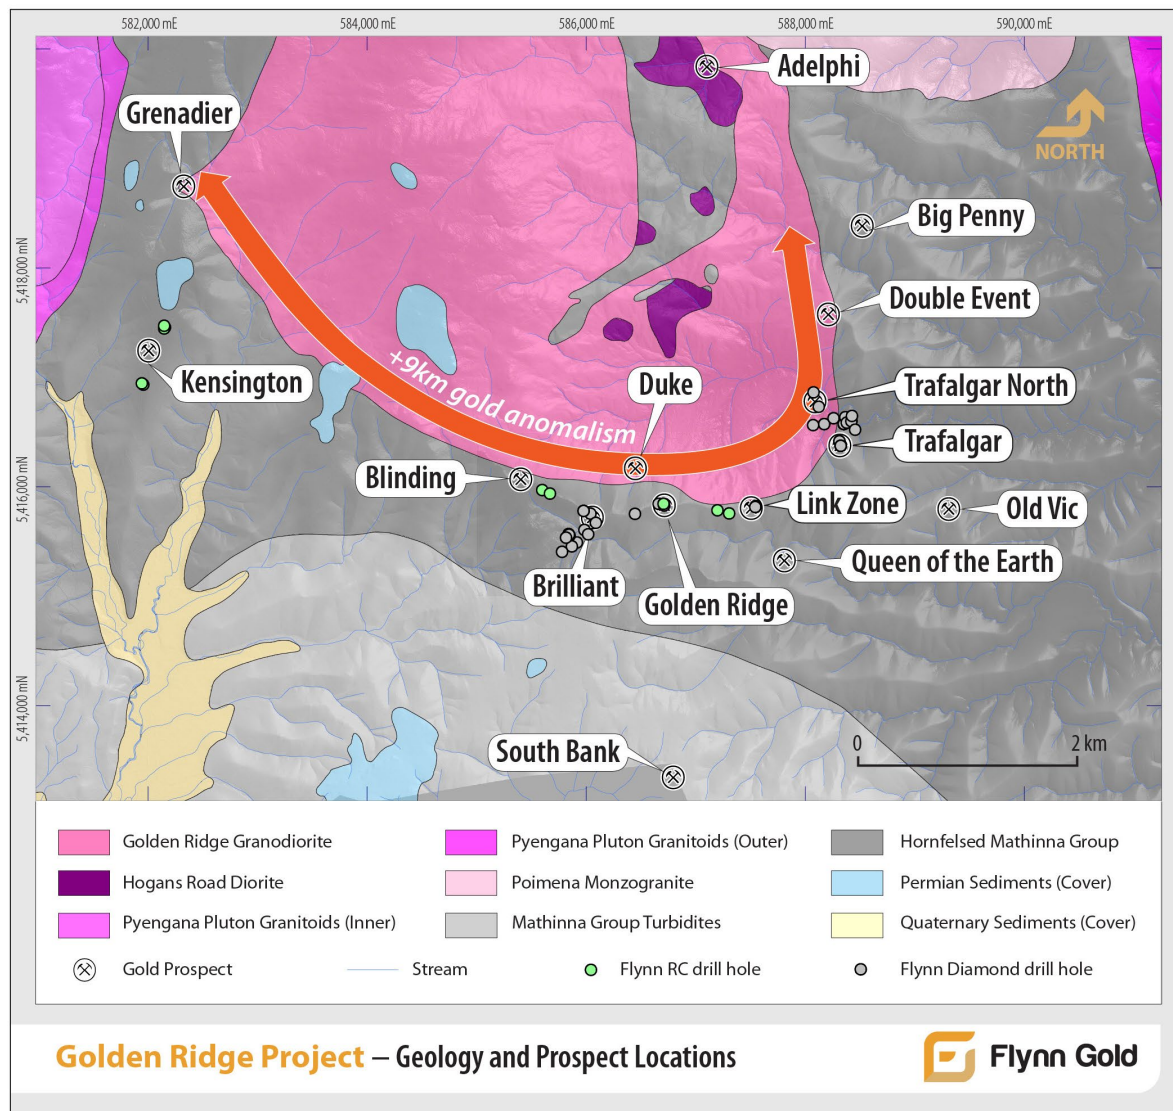 582,000 mE
584,000 mE
586,000 mE
588,000 mE
590,000 mE
Adelphi
Grenadier
NORTH
Big Penny
5,418,000 mN
Double Event
Kensington
+9km gold anomalism
Duke
Trafalgar North
Trafalgar
Blinding
5,416,000 mN
Link Zone
Old Vic
Queen of the Earth
Brilliant
Golden Ridge
5,414,000 mN
South Bank
0
2 km
Golden Ridge Granodiorite
Pyengana Pluton Granitoids (Outer)
Hornfelsed Mathinna Group
Hogans Road Diorite
Poimena Monzogranite
Permian Sediments (Cover)
Pyengana Pluton Granitoids (Inner)
Mathinna Group Turbidites
Quaternary Sediments (Cover)
Gold Prospect
Stream
Flynn RC drill hole
Flynn Diamond drill hole
Golden Ridge Project – Geology and Prospect Locations
Flynn Gold